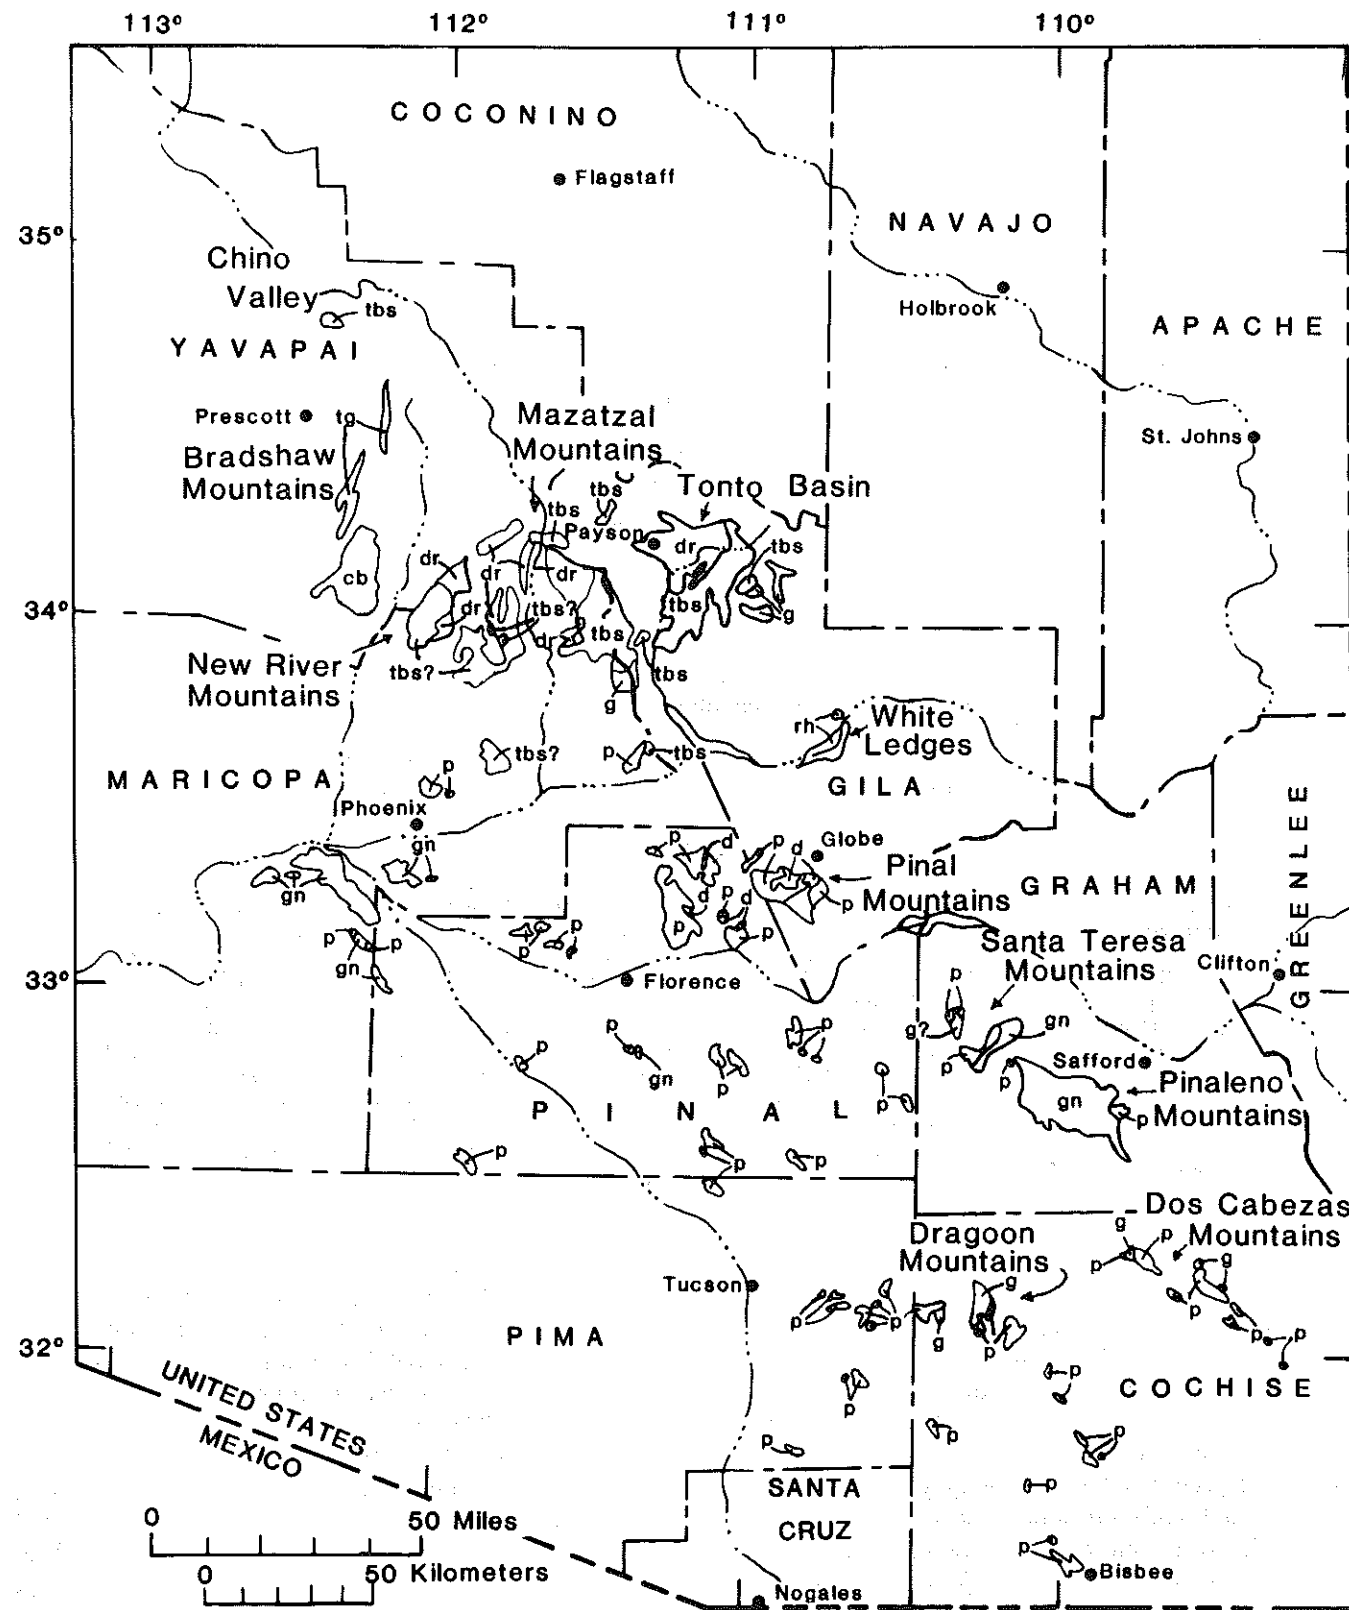 113° 112° 111° 110°
COCONINO
Flagstaff
NAVAJO
35°
Chino
Valley
tbs
Holbrook
APACHE
YAVAPAI
Prescott
tg
Mazatzal
Mountains
St. Johns
Bradshaw
Mountains
tbs
Tonto Basin
tbs
Payson
dr
tbs
dr
dr
dr
cb
34°
dr
tbs?
tbs
g
g
dr
tbs
New River
Mountains
tbs?
tbs
g
rh
White
Ledges
tbs?
p
tbs
MARICOPA
p
GILA
Phoenix
GREENLEE
gn
p
d
p
d
Globe
Pinal
Mountains
gn
GRAHAM
p
d
p
d
p
p
p
p
p
p
gn
Santa Teresa
Mountains
Clifton
33°
Florence
p
g?
gn
p
p
p
gn
p
p
p
Safford
Pinaleno
Mountains
gn
p
p
PINAL
p
p
p
Dos Cabezas
Mountains
g
p
Dragoon
Mountains
p
g
Tucson
g
p
p
p
g
p
p
p
32°
PIMA
p
p
COCHISE
UNITED STATES
MEXICO
p
p
p
SANTA
CRUZ
p
0 50 Miles
0 50 Kilometers
p
Bisbee
Nogales